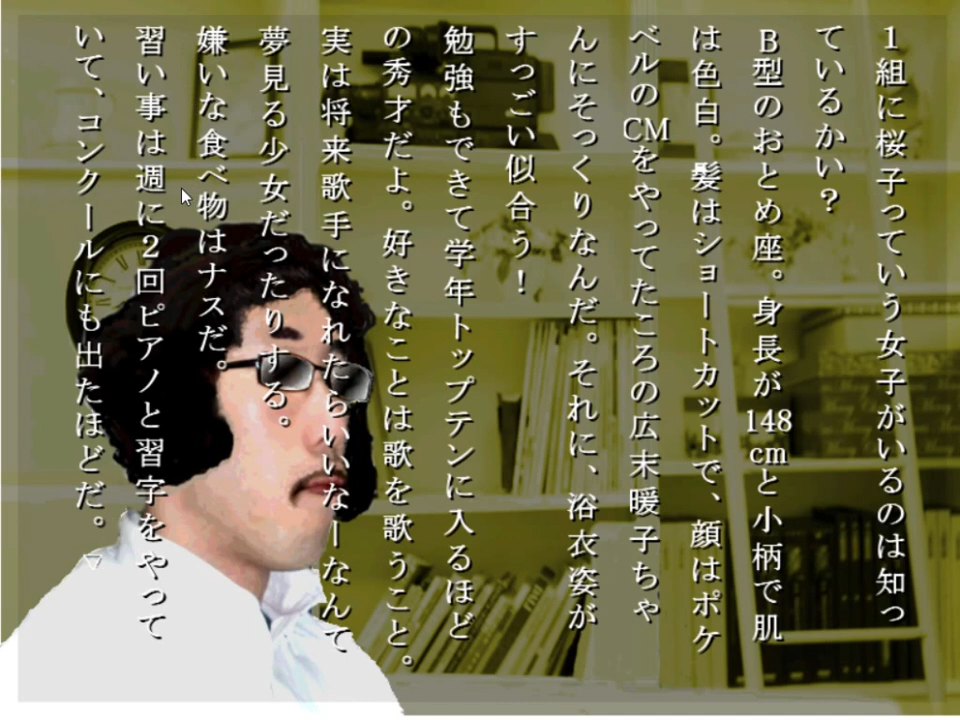 1組に桜子っていう女子がいるのは知っ
ているかい？
B型のおとめ座。身長が148cmと小柄で肌
は色白。髪はショートカットで、顔はポケ
ベルのCMをやってたころの広末暖子ちゃ
んにそっくりなんだ。それに、浴衣姿が
すっごい似合う！
勉強もできて学年トップテンに入るほど
の秀才だよ。好きなことは歌を歌うこと。
実は将来歌手になれたらいいなーなんて
夢見る少女だったりする。
嫌いな食べ物はナスだ。
習い事は週に2回ピアノと習字をやって
いて、コンクールにも出たほどだ。▽